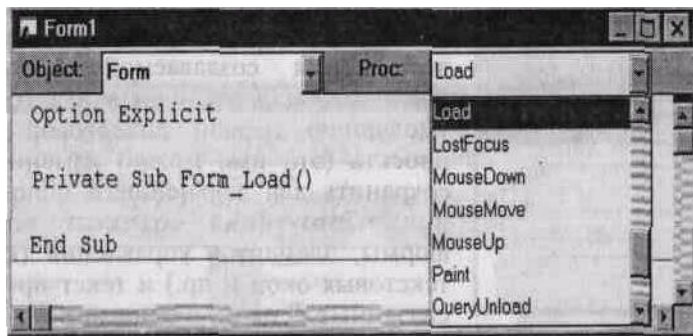 Form1
Object: Form Proc: Load
Option Explicit
Private Sub Form_Load()
End Sub
Load
LostFocus
MouseDown
MouseMove
MouseUp
Paint
QueryUnload